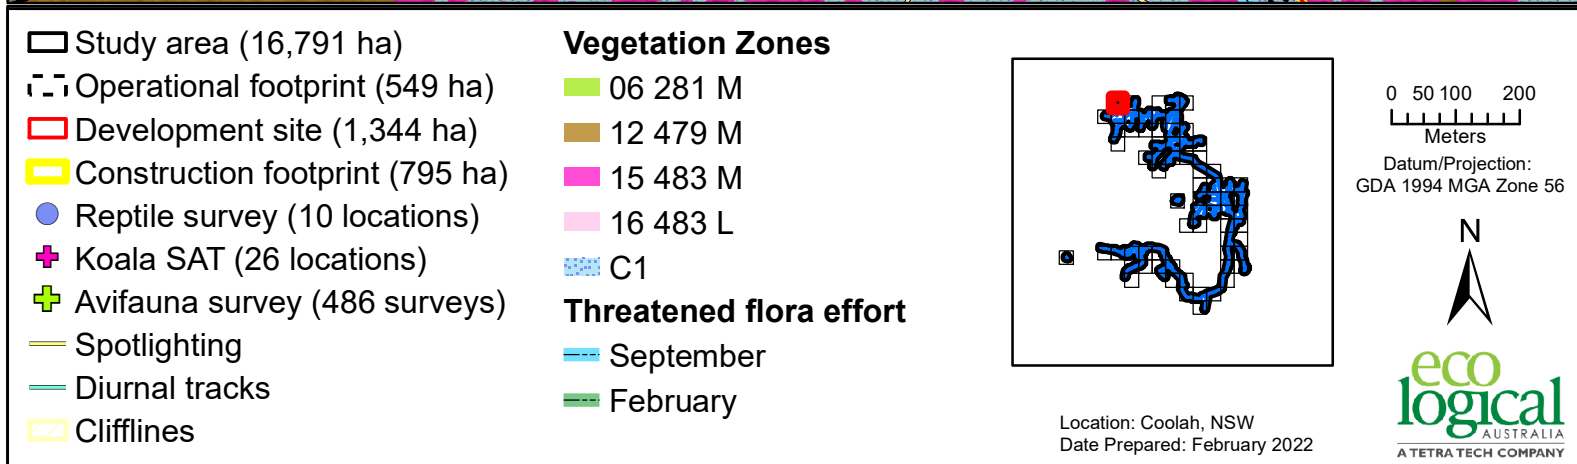 Study area (16,791 ha)
Operational footprint (549 ha)
Development site (1,344 ha)
Construction footprint (795 ha)
Reptile survey (10 locations)
Koala SAT (26 locations)
Avifauna survey (486 surveys)
Spotlighting
Diurnal tracks
Clifflines
Vegetation Zones
06 281 M
12 479 M
15 483 M
16 483 L
C1
Threatened flora effort
September
February
Location: Coolah, NSW
Date Prepared: February 2022
0 50 100 200
Meters
Datum/Projection:
GDA 1994 MGA Zone 56
N
eco
logical
AUSTRALIA
A TETRA TECH COMPANY